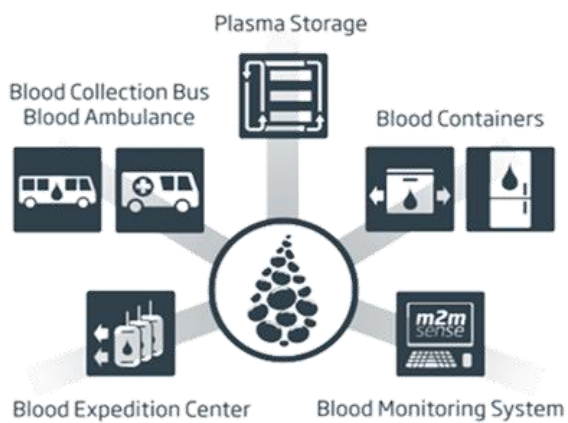 Plasma Storage
Blood Collection Bus
Blood Ambulance
Blood Containers
m2m
sense
Blood Expedition Center
Blood Monitoring System